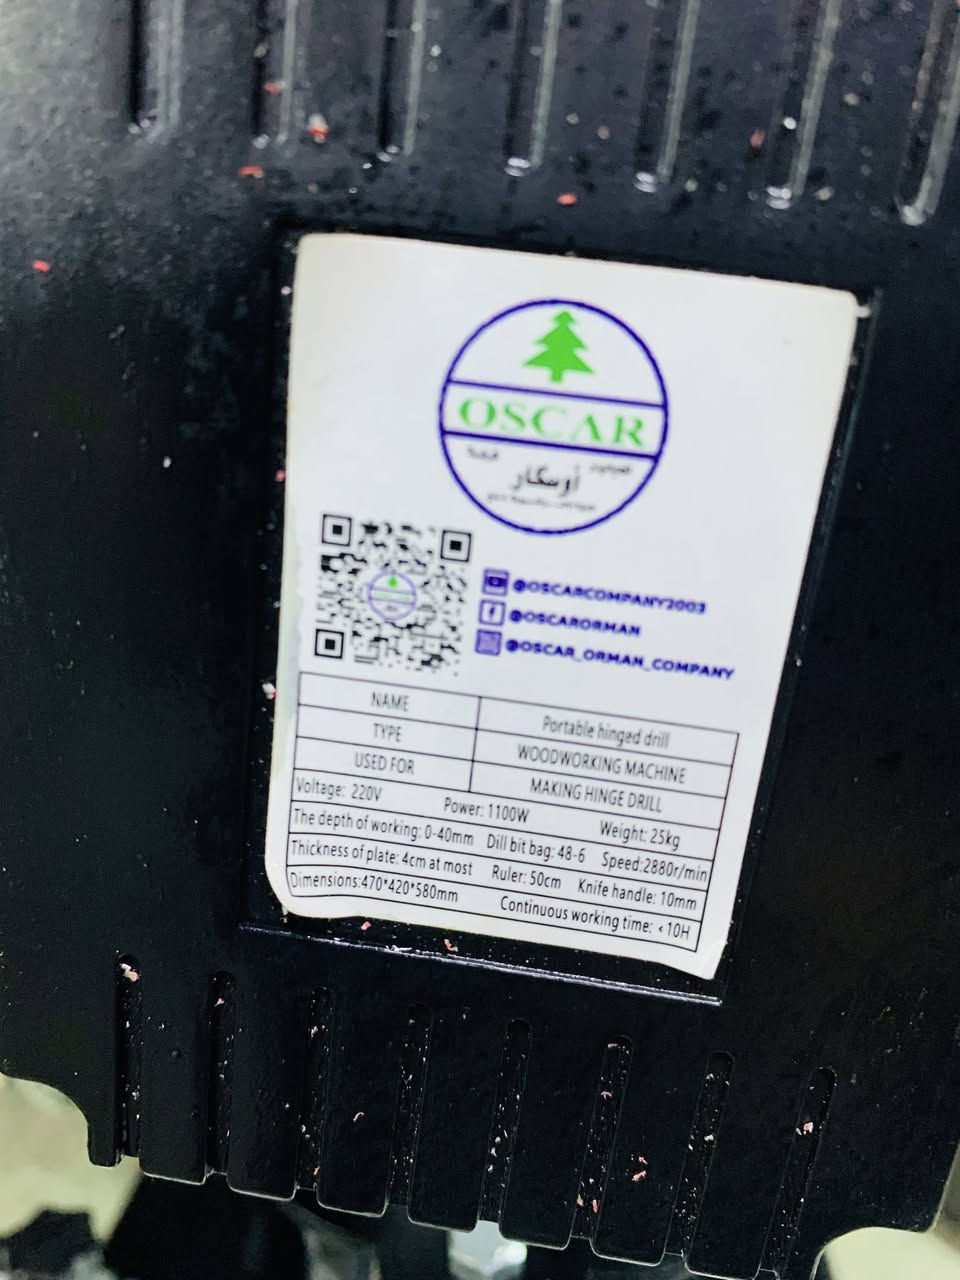 OSCAR
أوسكار
@OSCARCOMPANY2003
@OSCARORMAN
@OSCAR_ORMAN_COMPANY
NAME Portable hinged drill
TYPE WOODWORKING MACHINE
USED FOR MAKING HINGE DRILL
Voltage: 220V Power: 1100W Weight: 25kg
The depth of working: 0-40mm Dill bit bag: 48-6 Speed:2880r/min
Thickness of plate: 4cm at most Ruler: 50cm Knife handle: 10mm
Dimensions:470*420*580mm Continuous working time: <10H